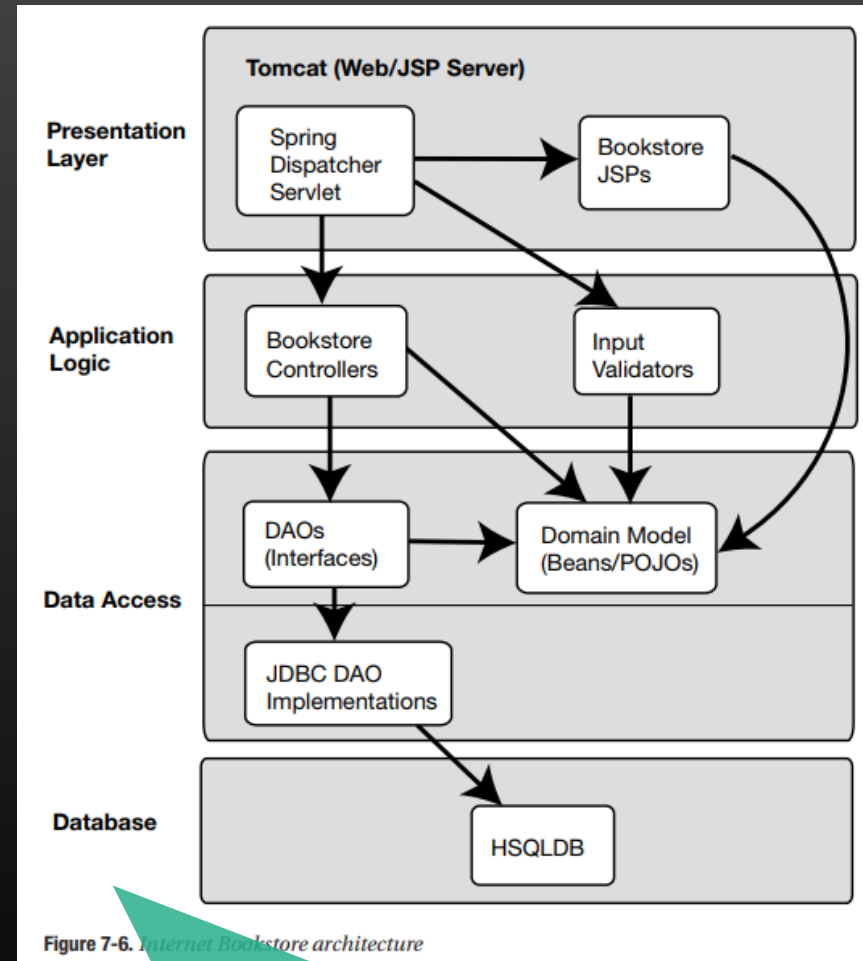 Tomcat (Web/JSP Server)
Presentation
Layer
Spring
Dispatcher
Servlet
Bookstore
JSPs
Application
Logic
Bookstore
Controllers
Input
Validators
Data Access
DAOs
(Interfaces)
Domain Model
(Beans/POJOs)
JDBC DAO
Implementations
Database
HSQLDB
Figure 7-6. Internet Bookstore architecture